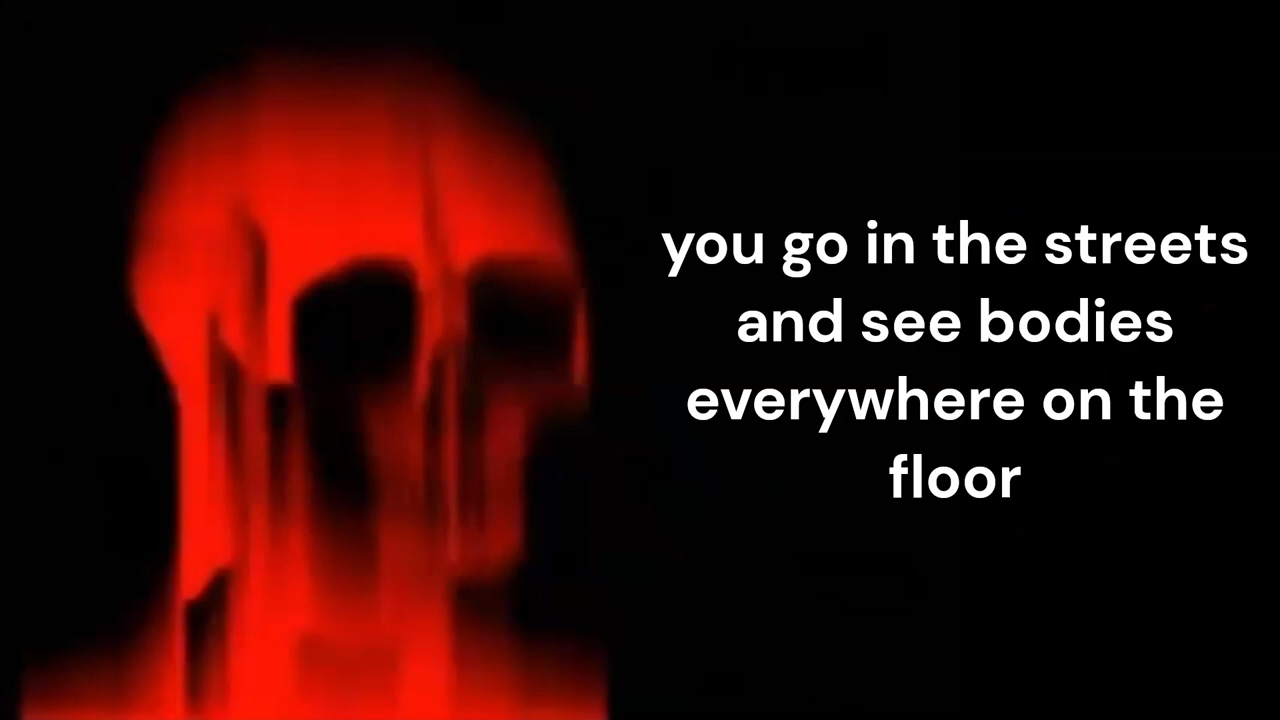 you go in the streets
and see bodies
everywhere on the
floor